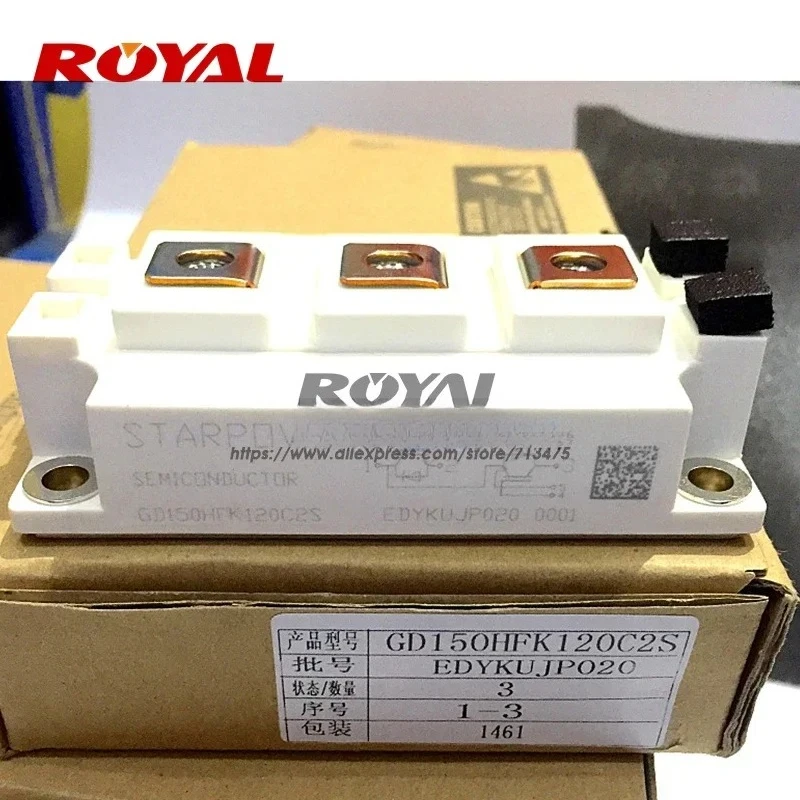 ROYAL
ROYAL
STARPOW
https://www.aliexpress.com/store/713475
SEMICONDUCTOR
GD150HFK120C2S EDYKUJP020 0001
产品型号 GD150HFK120C2S
批号 EDYKUJP020
状态/数量 3
序号 1-3
包装 1461